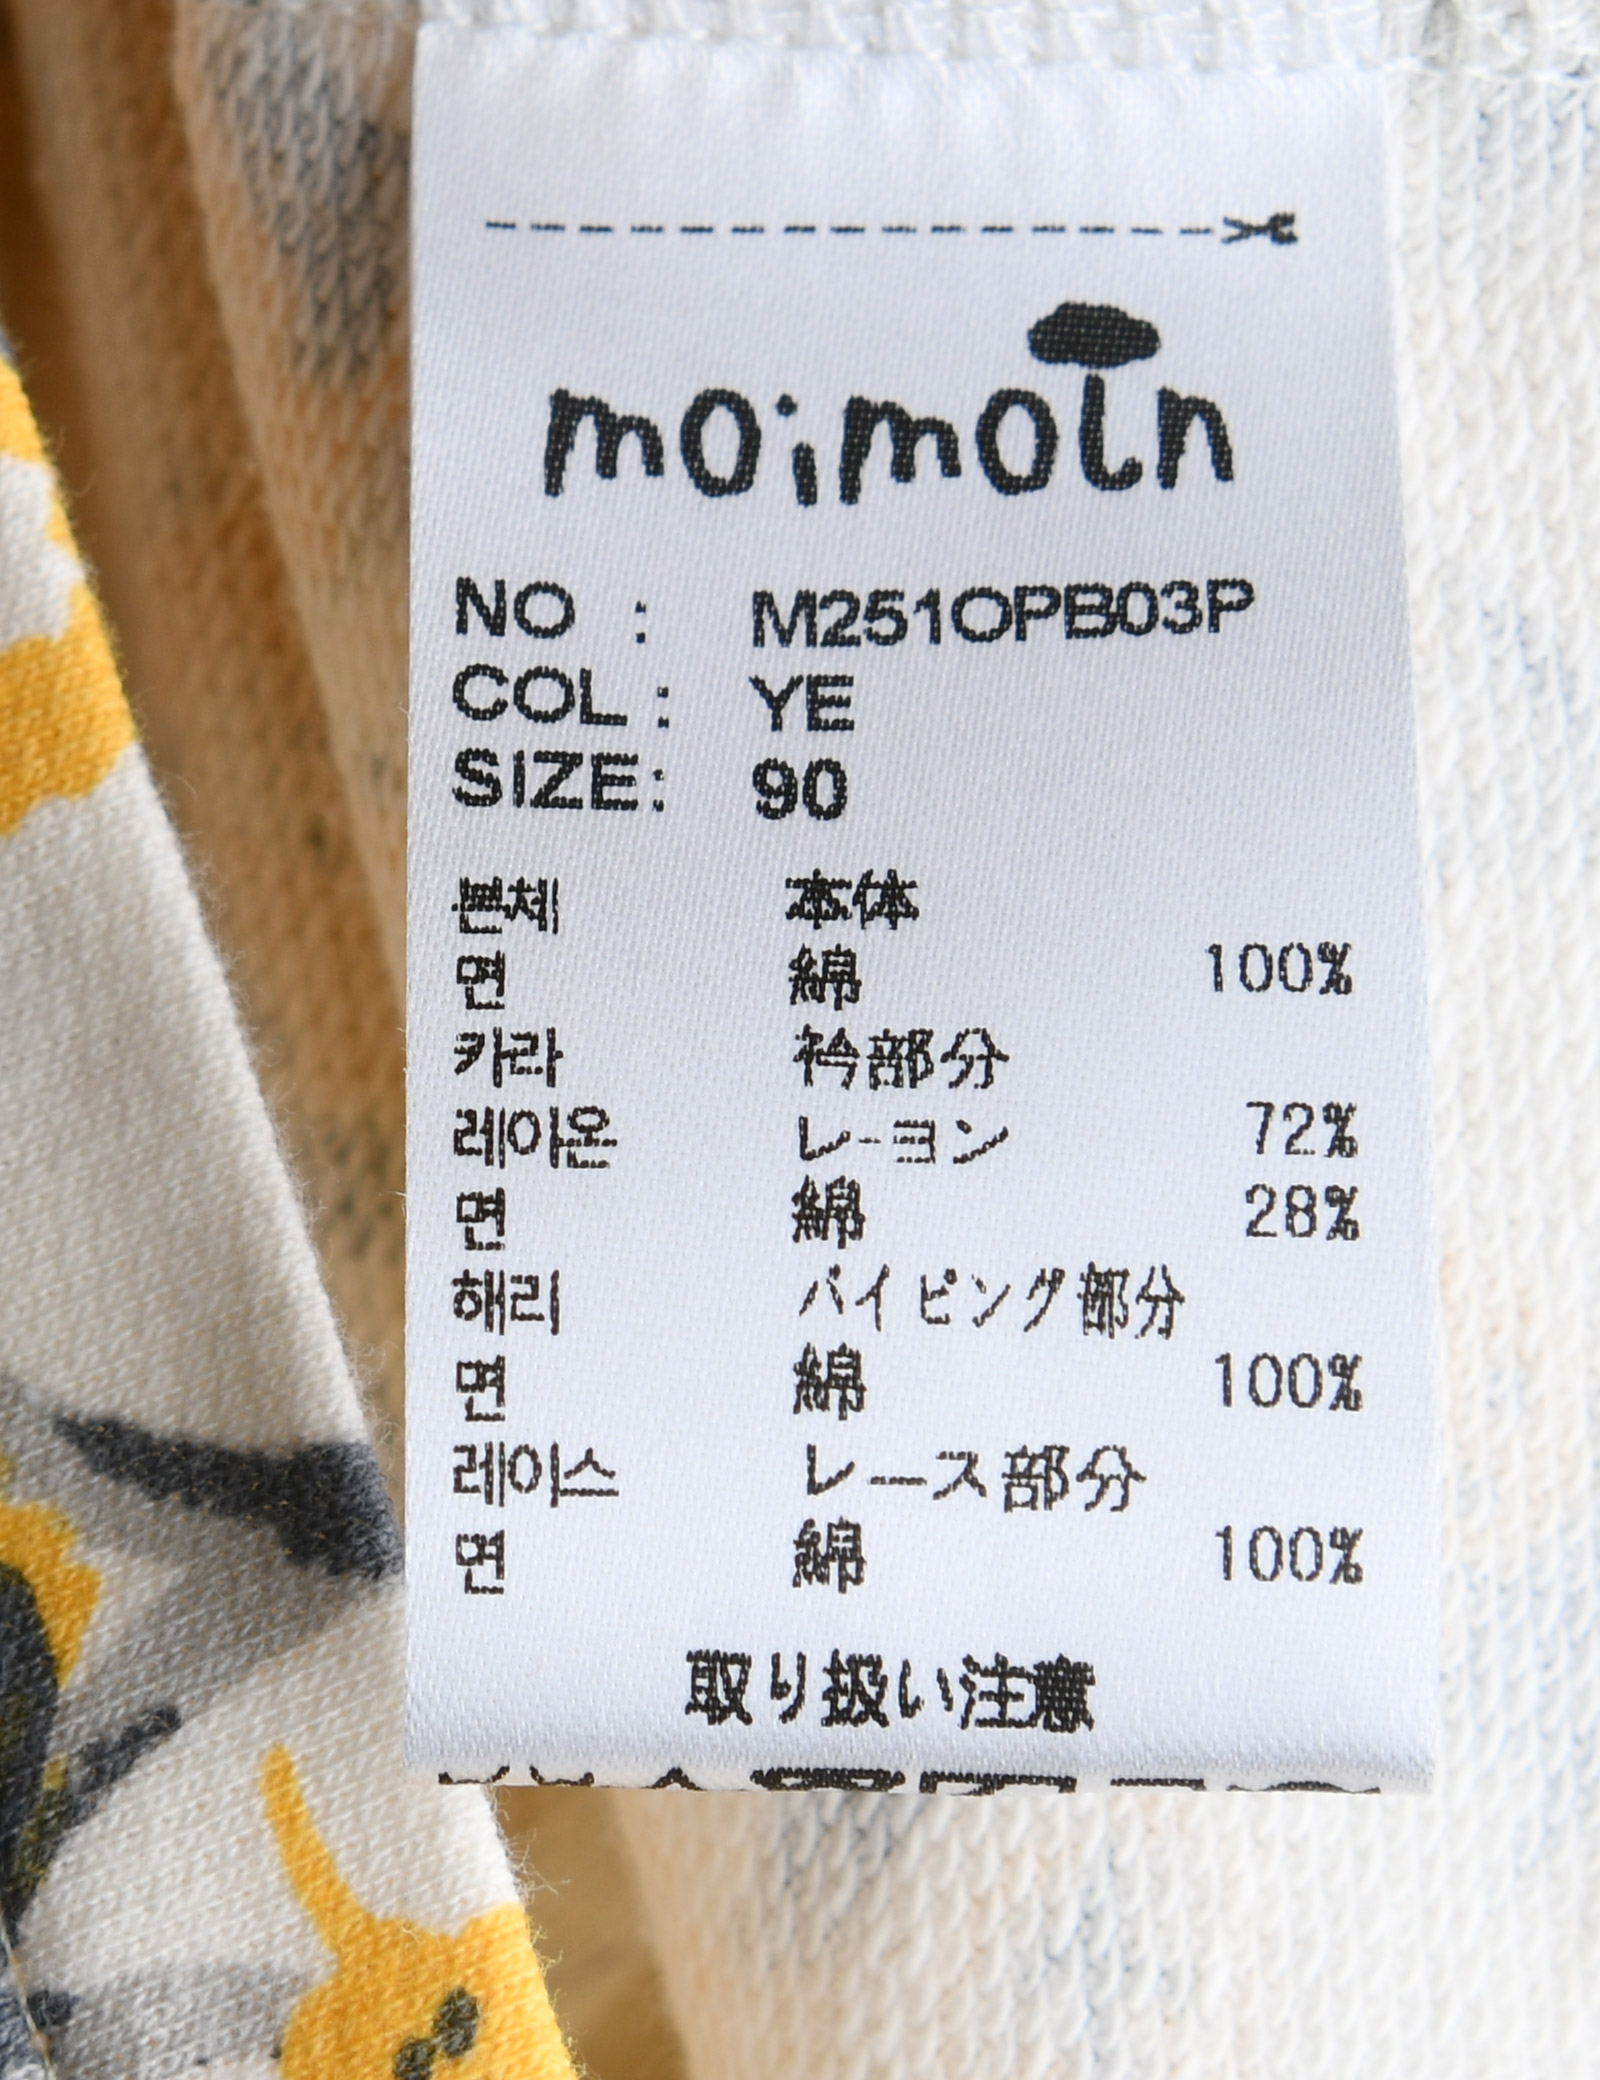 moimoln
NO : M251OPB03P
COL : YE
SIZE: 90
본체 本体
면 綿 100%
카라 衿部分
레이온 レーヨン 72%
면 綿 28%
해리 パイピング部分
면 綿 100%
레이스 レース部分
면 綿 100%
取り扱い注意